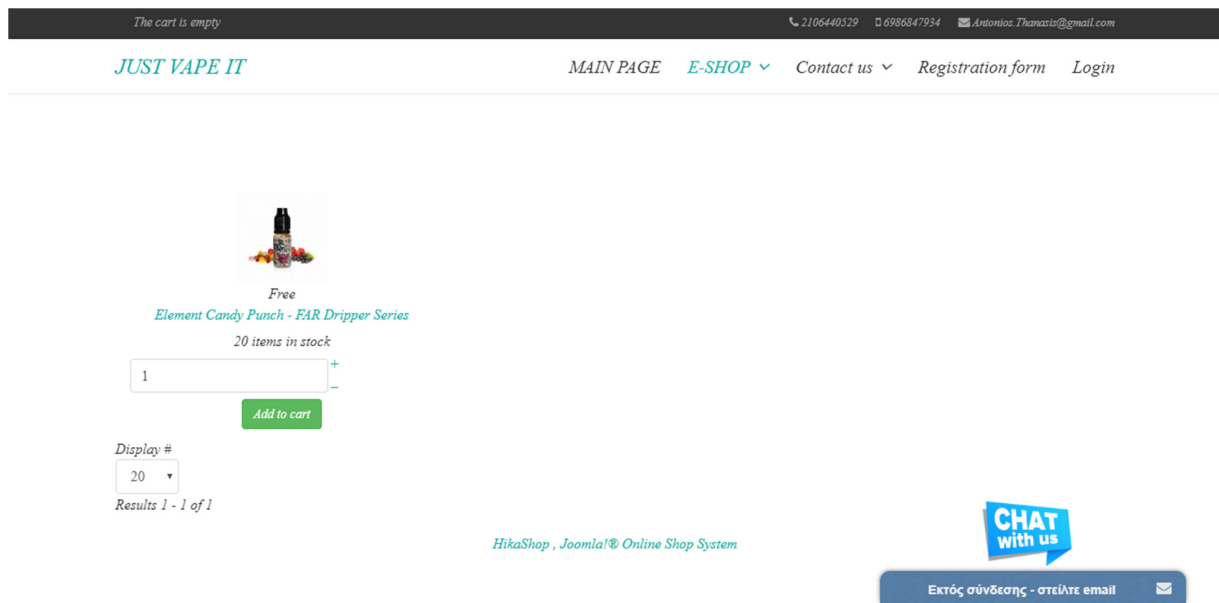 The cart is empty 2106440529 6986847934 Antonios.Thanasis@gmail.com
JUST VAPE IT MAIN PAGE E-SHOP Contact us Registration form Login
Free
Element Candy Punch - FAR Dripper Series
20 items in stock
1 +
–
Add to cart
Display #
20
Results 1 - 1 of 1
HikaShop , Joomla!® Online Shop System
CHAT
with us
Εκτός σύνδεσης - στείλτε email